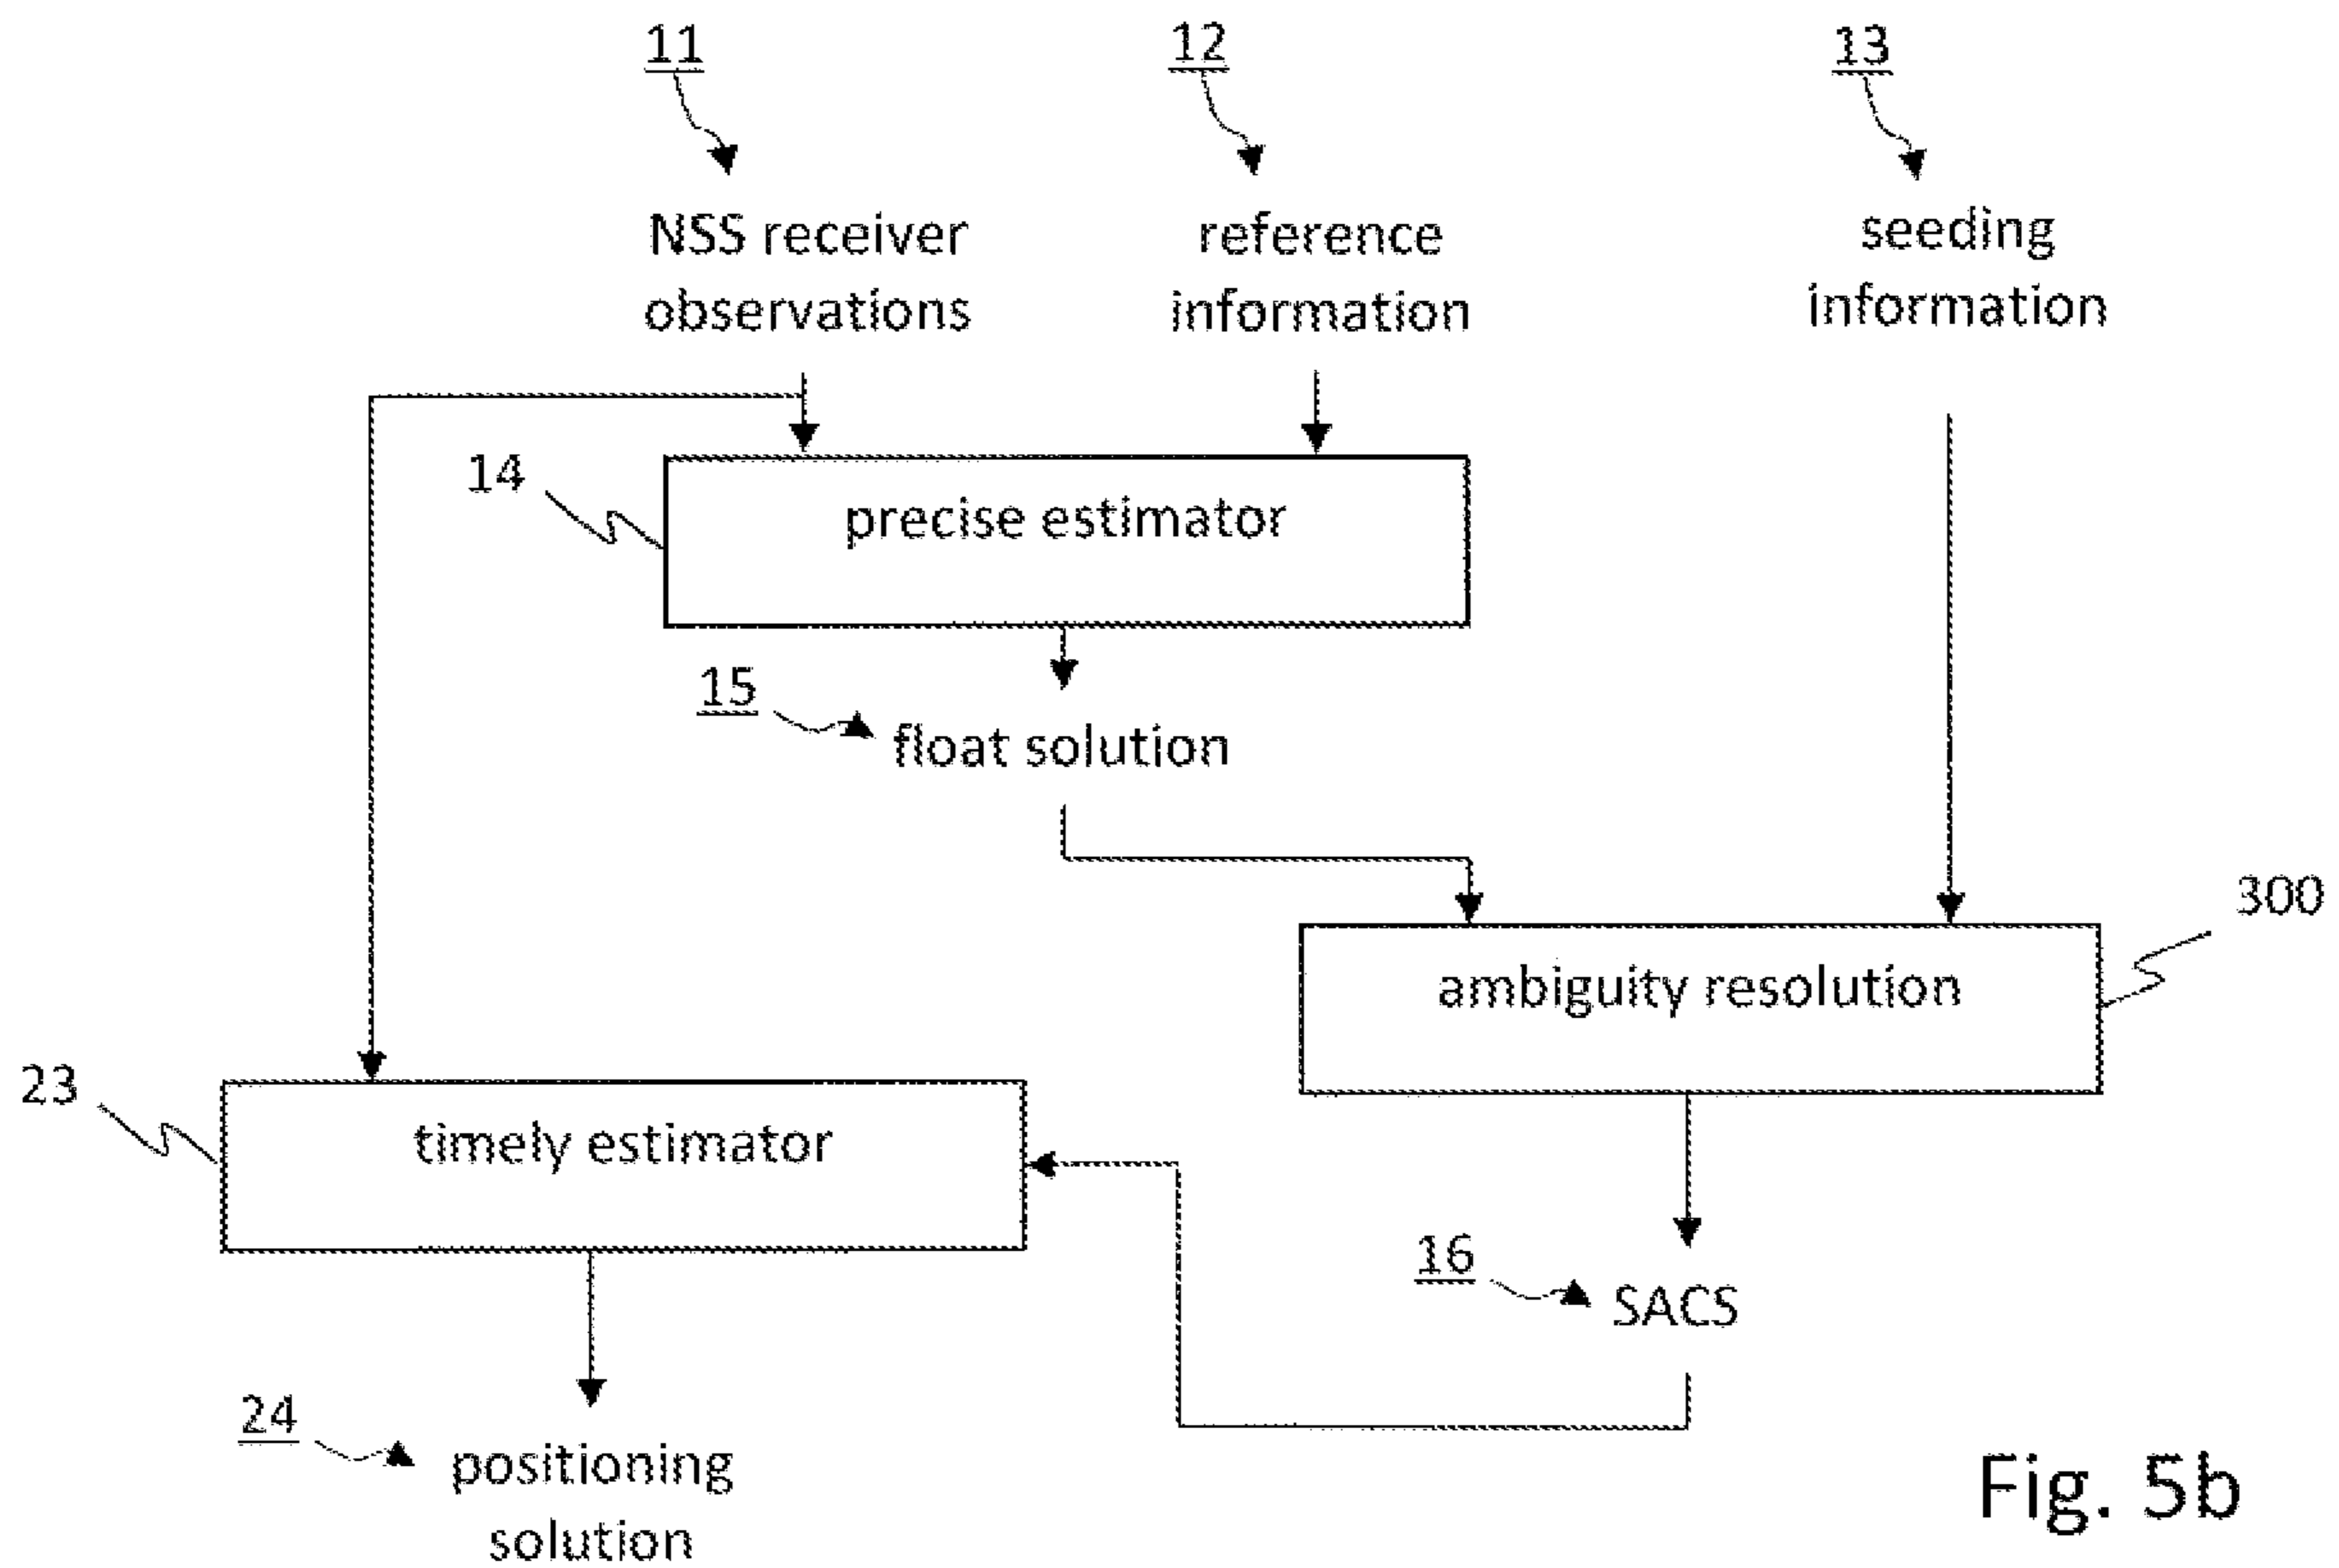 11
12
13
NSS receiver
observations
reference
information
seeding
information
14
precise estimator
15
float solution
300
ambiguity resolution
23
timely estimator
16
SACS
24
positioning
solution
Fig. 5b